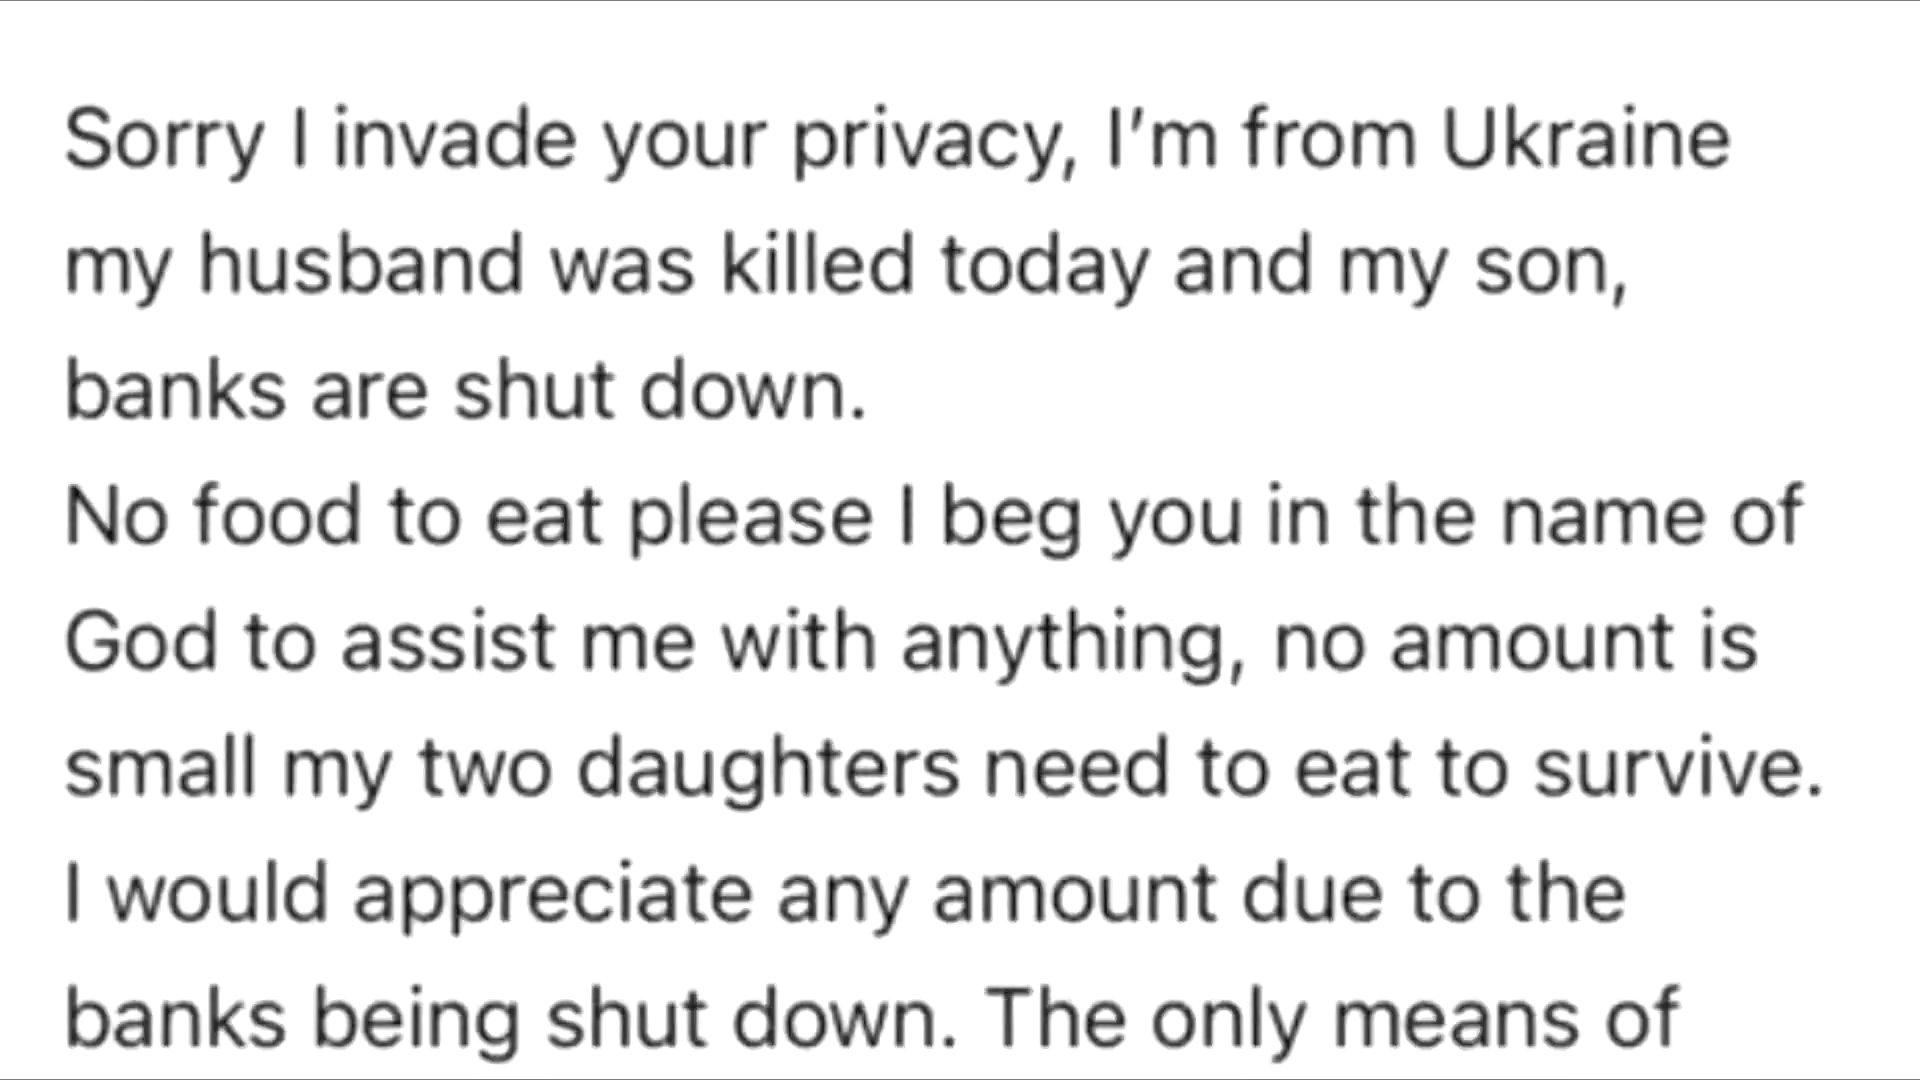 Sorry I invade your privacy, I’m from Ukraine
my husband was killed today and my son,
banks are shut down.
No food to eat please I beg you in the name of
God to assist me with anything, no amount is
small my two daughters need to eat to survive.
I would appreciate any amount due to the
banks being shut down. The only means of